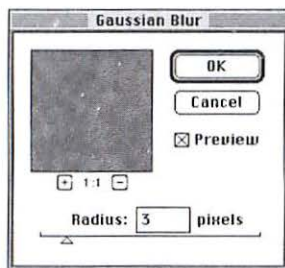 Gaussian Blur
OK
Cancel
Preview
+ 1:1 -
Radius: 3 pixels